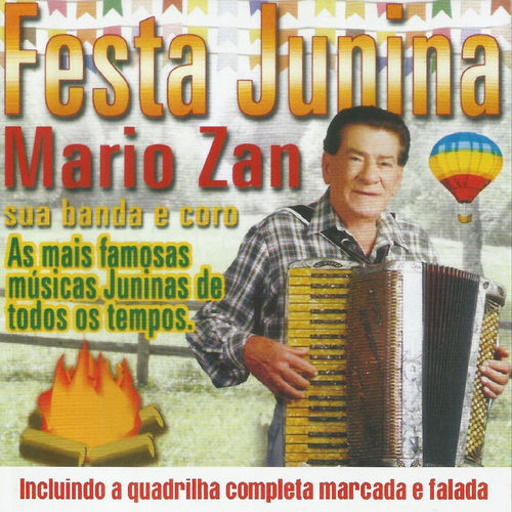 Festa Junina
Mario Zan
sua banda e coro
As mais famosas
músicas Juninas de
todos os tempos.
Incluindo a quadrilha completa marcada e falada